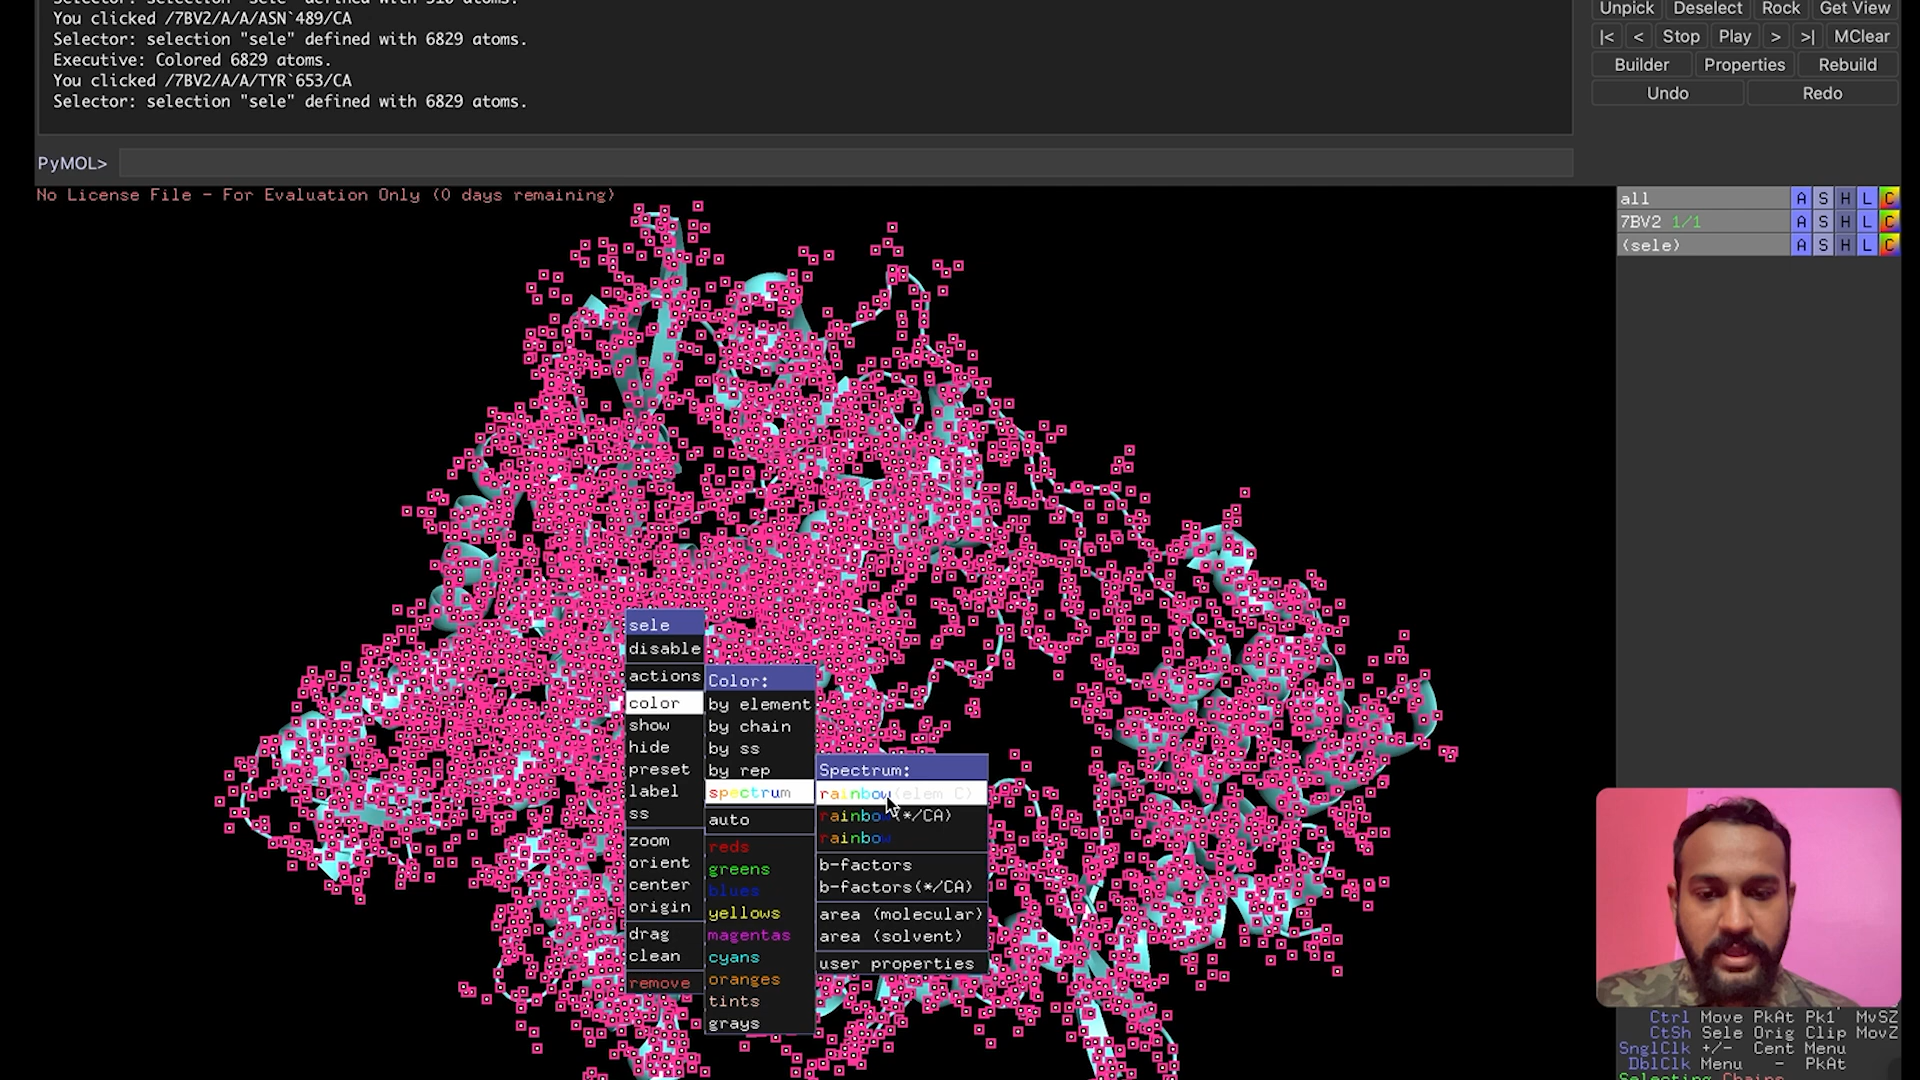 You clicked /7BV2/A/A/ASN`489/CA
Selector: selection "sele" defined with 6829 atoms.
Executive: Colored 6829 atoms.
You clicked /7BV2/A/A/TYR`653/CA
Selector: selection "sele" defined with 6829 atoms.
Unpick Deselect Rock Get View
|< < Stop Play > >| MClear
Builder Properties Rebuild
Undo Redo
PyMOL>
No License File - For Evaluation Only (0 days remaining)
all A S H L C
7BV2 1/1 A S H L C
(sele) A S H L C
sele
disable
actions
color
show
hide
preset
label
ss
zoom
orient
center
origin
drag
clean
remove
Color:
by element
by chain
by ss
by rep
spectrum
auto
reds
greens
blues
yellows
magentas
cyans
oranges
tints
grays
Spectrum:
rainbow(elem C)
rainbow(*/CA)
rainbow
b-factors
b-factors(*/CA)
area (molecular)
area (solvent)
user properties
Ctrl Move PkAt Pk1 MvSZ
CtSh Sele Orig Clip MovZ
SnglClk +/- Cent Menu
DblClk Menu - PkAt
Selecting Chains